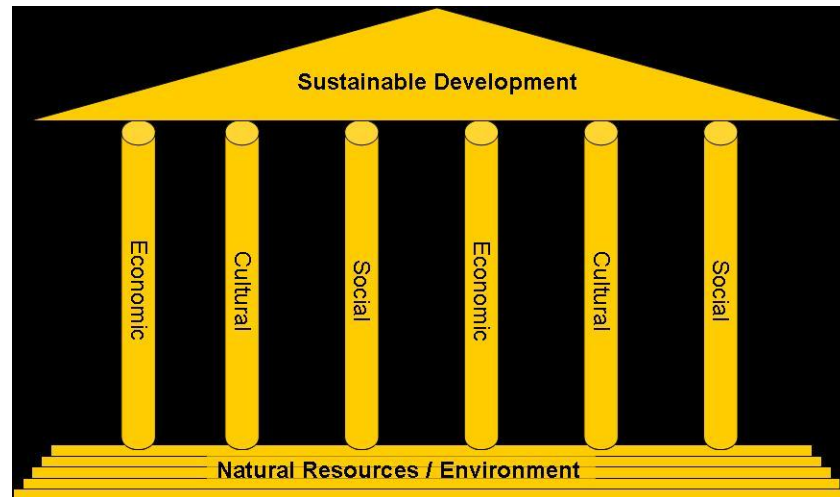 Sustainable Development
Economic
Cultural
Social
Economic
Cultural
Social
Natural Resources / Environment